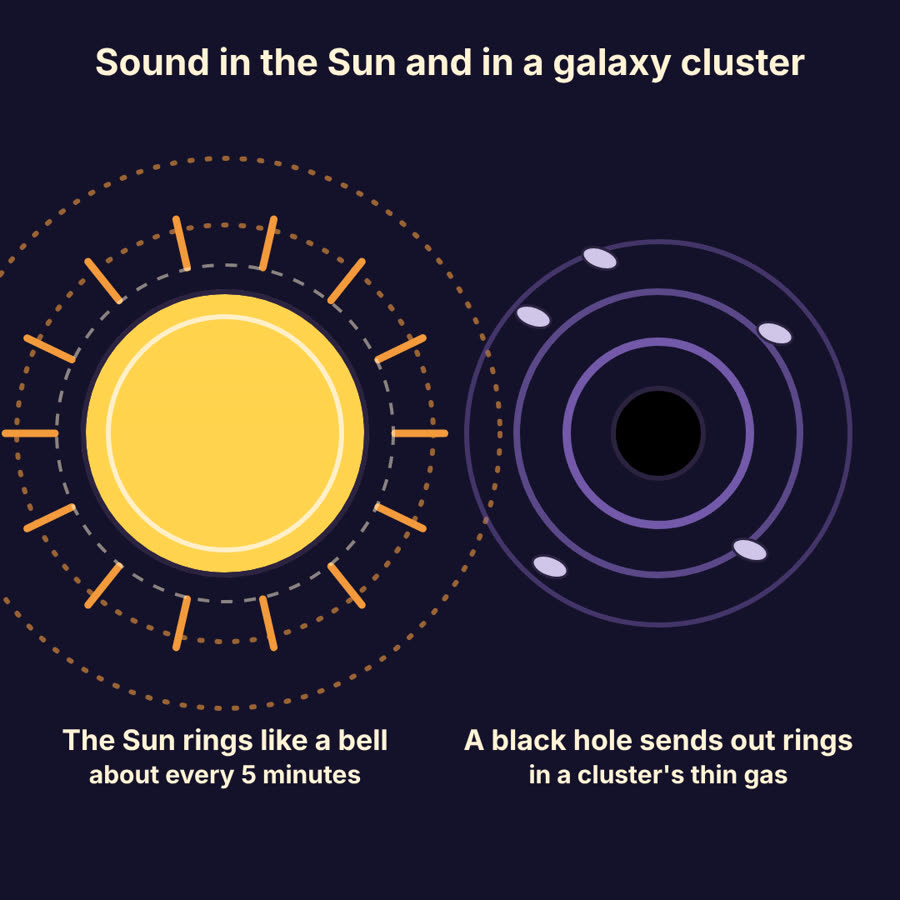 Sound in the Sun and in a galaxy cluster
The Sun rings like a bell
about every 5 minutes
A black hole sends out rings
in a cluster's thin gas